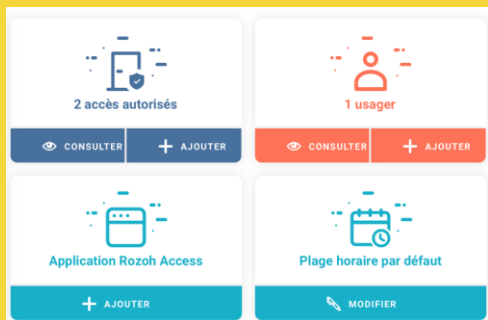 2 accès autorisés
1 usager
CONSULTER
AJOUTER
CONSULTER
AJOUTER
Application Rozoh Access
Plage horaire par défaut
AJOUTER
MODIFIER